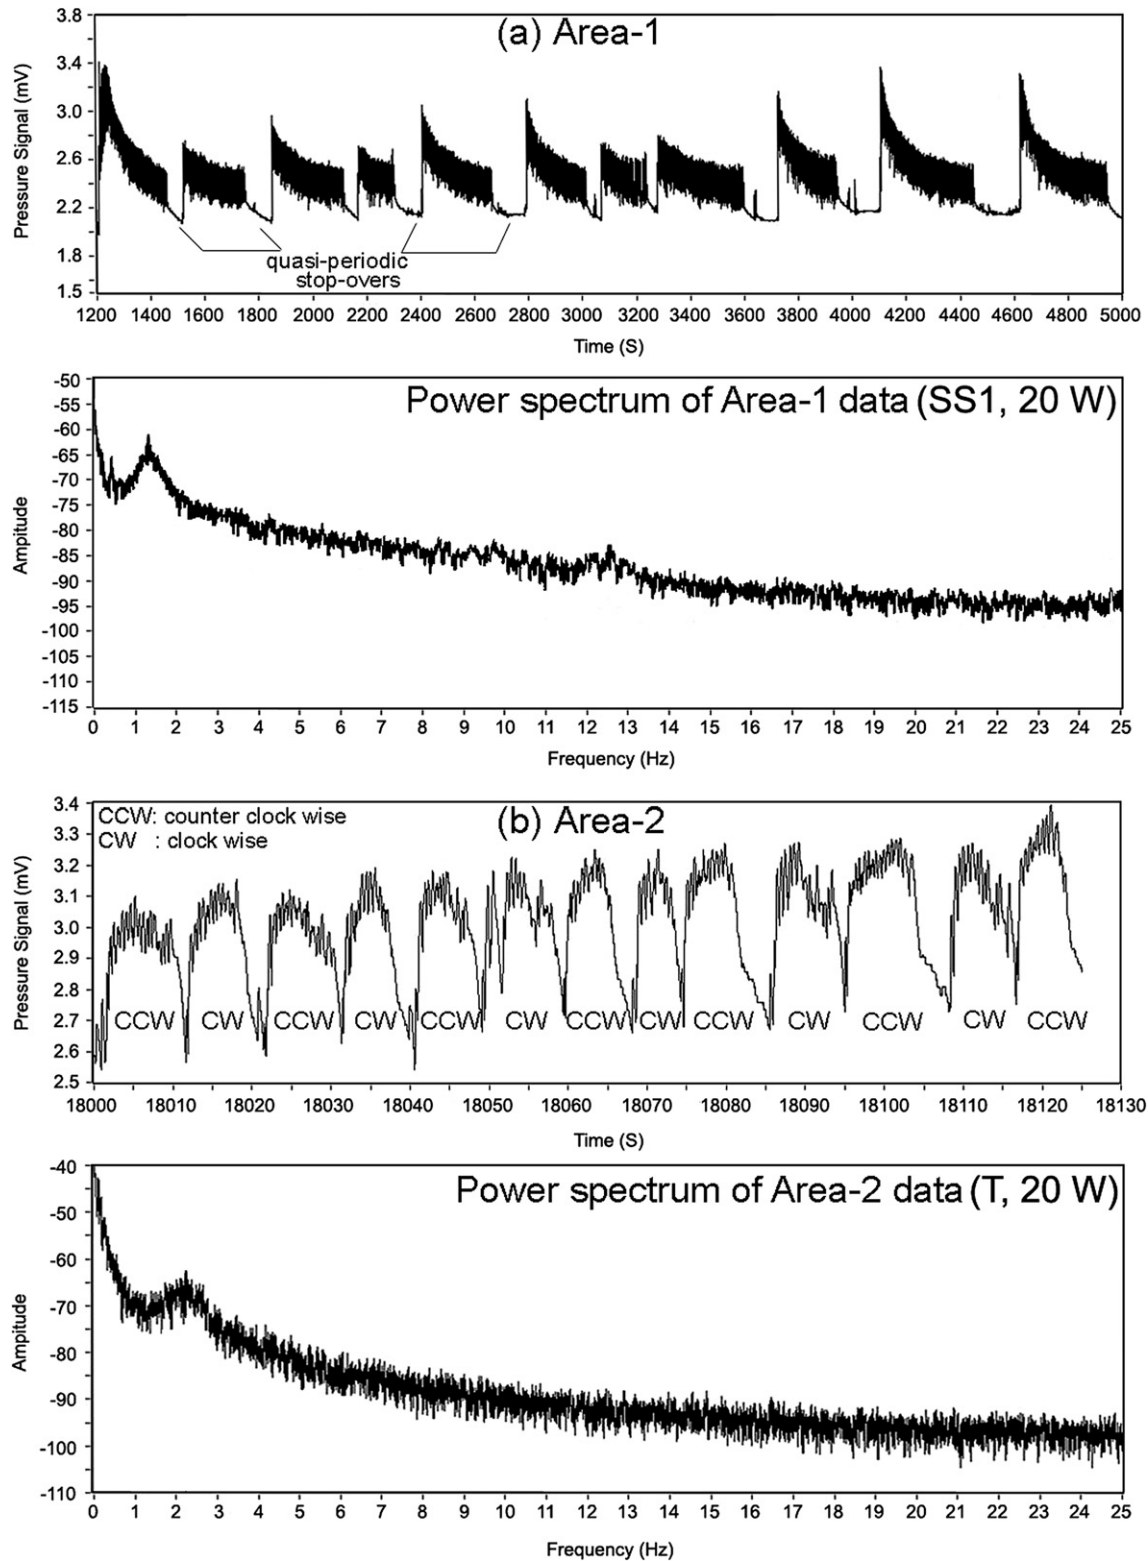 (a) Area-1
Pressure Signal (mV)
3.8
3.4
3.0
2.6
2.2
1.8
1.5
quasi-periodic
stop-overs
1200 1400 1600 1800 2000 2200 2400 2600 2800 3000 3200 3400 3600 3800 4000 4200 4400 4600 4800 5000
Time (S)
Power spectrum of Area-1 data (SS1, 20 W)
Ampitude
-50
-55
-60
-65
-70
-75
-80
-85
-90
-95
-100
-105
-110
-115
0 1 2 3 4 5 6 7 8 9 10 11 12 13 14 15 16 17 18 19 20 21 22 23 24 25
Frequency (Hz)
(b) Area-2
CCW: counter clock wise
CW : clock wise
Pressure Signal (mV)
3.4
3.3
3.2
3.1
3.0
2.9
2.8
2.7
2.6
2.5
CCW CW CCW CW CCW CW CCW CW CCW CW CCW CW CCW
18000 18010 18020 18030 18040 18050 18060 18070 18080 18090 18100 18110 18120 18130
Time (S)
Power spectrum of Area-2 data (T, 20 W)
Ampitude
-40
-50
-60
-70
-80
-90
-100
-110
0 1 2 3 4 5 6 7 8 9 10 11 12 13 14 15 16 17 18 19 20 21 22 23 24 25
Frequency (Hz)